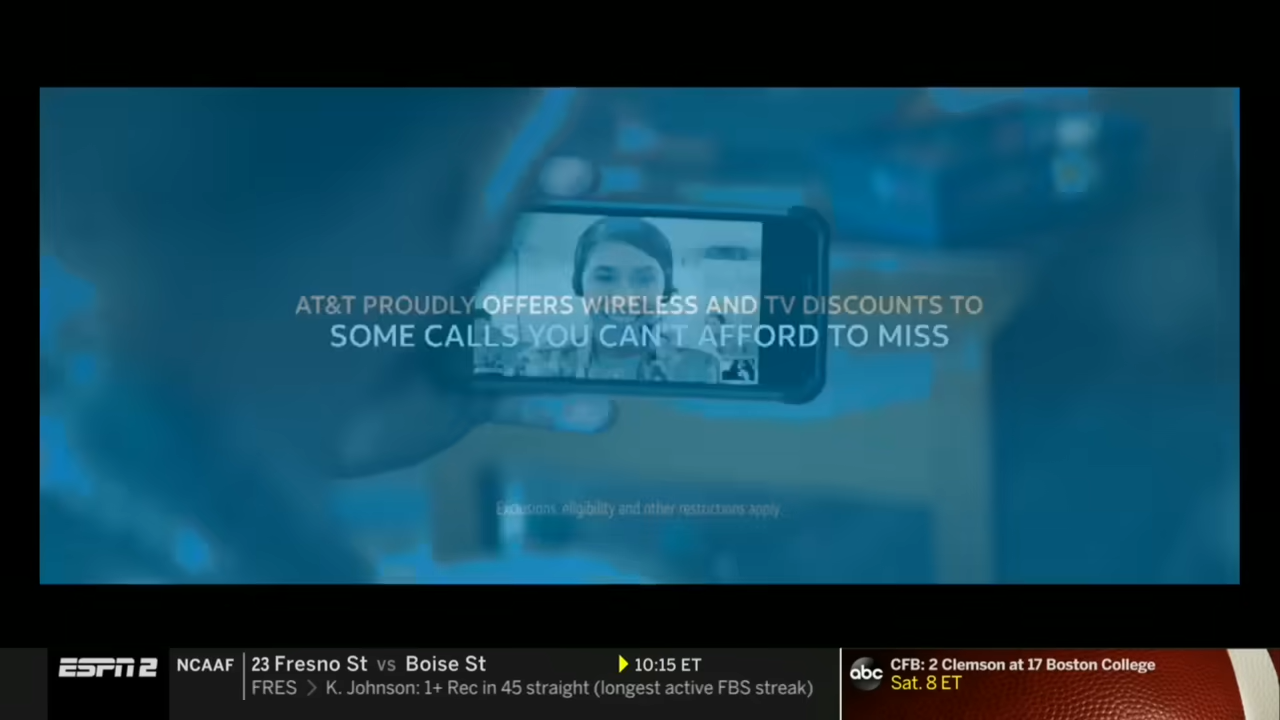 AT&T PROUDLY OFFERS WIRELESS AND TV DISCOUNTS TO
SOME CALLS YOU CAN'T AFFORD TO MISS
Exclusions, eligibility and other restrictions apply.
ESPN2
NCAAF
23 Fresno St vs Boise St
10:15 ET
FRES > K. Johnson: 1+ Rec in 45 straight (longest active FBS streak)
abc
CFB: 2 Clemson at 17 Boston College
Sat. 8 ET